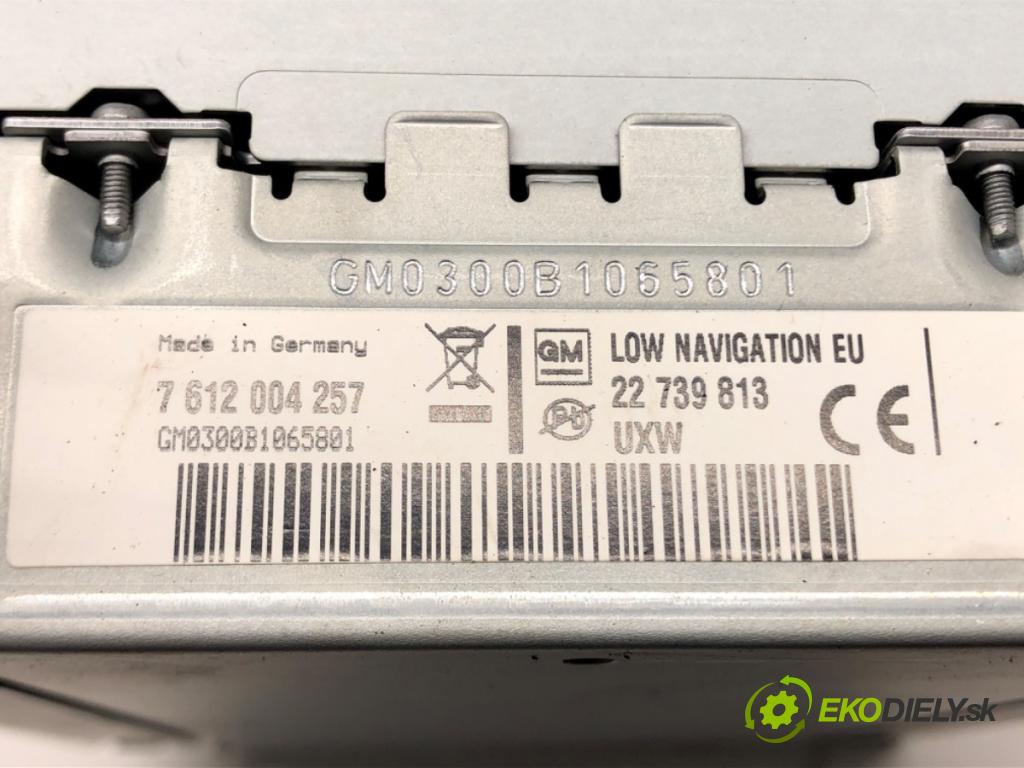 GM0300B1065801
Made in Germany
7 612 004 257
GM0300B1065801
GM
LOW NAVIGATION EU
22 739 813
Pb
UXW
CE
EKODIELY.sk